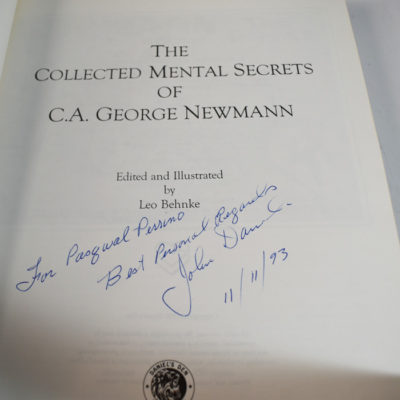 THE
COLLECTED MENTAL SECRETS
OF
C.A. GEORGE NEWMANN
Edited and Illustrated
by
Leo Behnke
For Pasqual Perrino
Best Personal Regards
John
11/11/93
DANIEL'S DEN